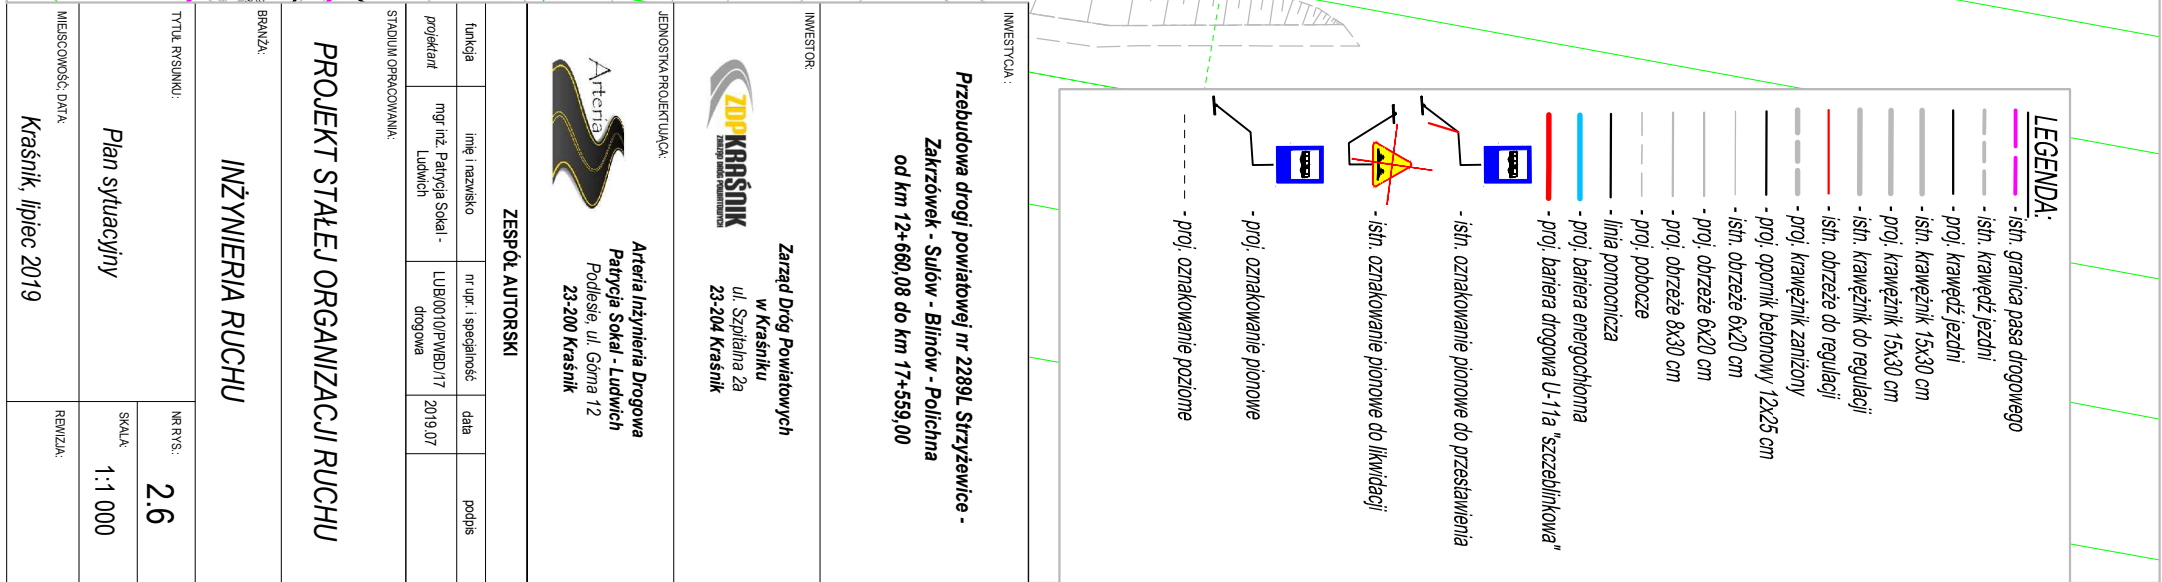 LEGENDA:
- istn. granica pasa drogowego
- istn. krawędź jezdni
- proj. krawędź jezdni
- istn. krawężnik 15x30 cm
- proj. krawężnik 15x30 cm
- istn. krawężnik do regulacji
- istn. obrzeże do regulacji
- proj. krawężnik zaniżony
- proj. opornik betonowy 12x25 cm
- istn. obrzeże 6x20 cm
- proj. obrzeże 6x20 cm
- proj. obrzeże 8x30 cm
- proj. pobocze
- linia pomocnicza
- proj. bariera energochłonna
- proj. bariera drogowa U-11a "szczeblinkowa"
- istn. oznakowanie pionowe do przestawienia
- istn. oznakowanie pionowe do likwidacji
- proj. oznakowanie pionowe
- proj. oznakowanie poziome
INWESTYCJA :
Przebudowa drogi powiatowej nr 2289L Strzyżewice -
Zakrzówek - Sulów - Blinów - Polichna
od km 12+660,08 do km 17+559,00
INWESTOR:
ZDPKRAŚNIK
ZARZĄD DRÓG POWIATOWYCH
Zarząd Dróg Powiatowych
w Kraśniku
ul. Szpitalna 2a
23-204 Kraśnik
JEDNOSTKA PROJEKTUJĄCA:
Arteria
Arteria Inżynieria Drogowa
Patrycja Sokal - Ludwich
Podlesie, ul. Górna 12
23-200 Kraśnik
ZESPÓŁ AUTORSKI
funkcja imię i nazwisko nr upr. i specjalność data podpis
projektant mgr inż. Patrycja Sokal - Ludwich LUB/0010/PWBD/17 drogowa 2019.07
STADIUM OPRACOWANIA:
PROJEKT STAŁEJ ORGANIZACJI RUCHU
BRANŻA:
INŻYNIERIA RUCHU
TYTUŁ RYSUNKU:
Plan sytuacyjny
NR RYS.:
2.6
SKALA:
1:1 000
MIEJSCOWOŚĆ, DATA:
Kraśnik, lipiec 2019
REWIZJA: